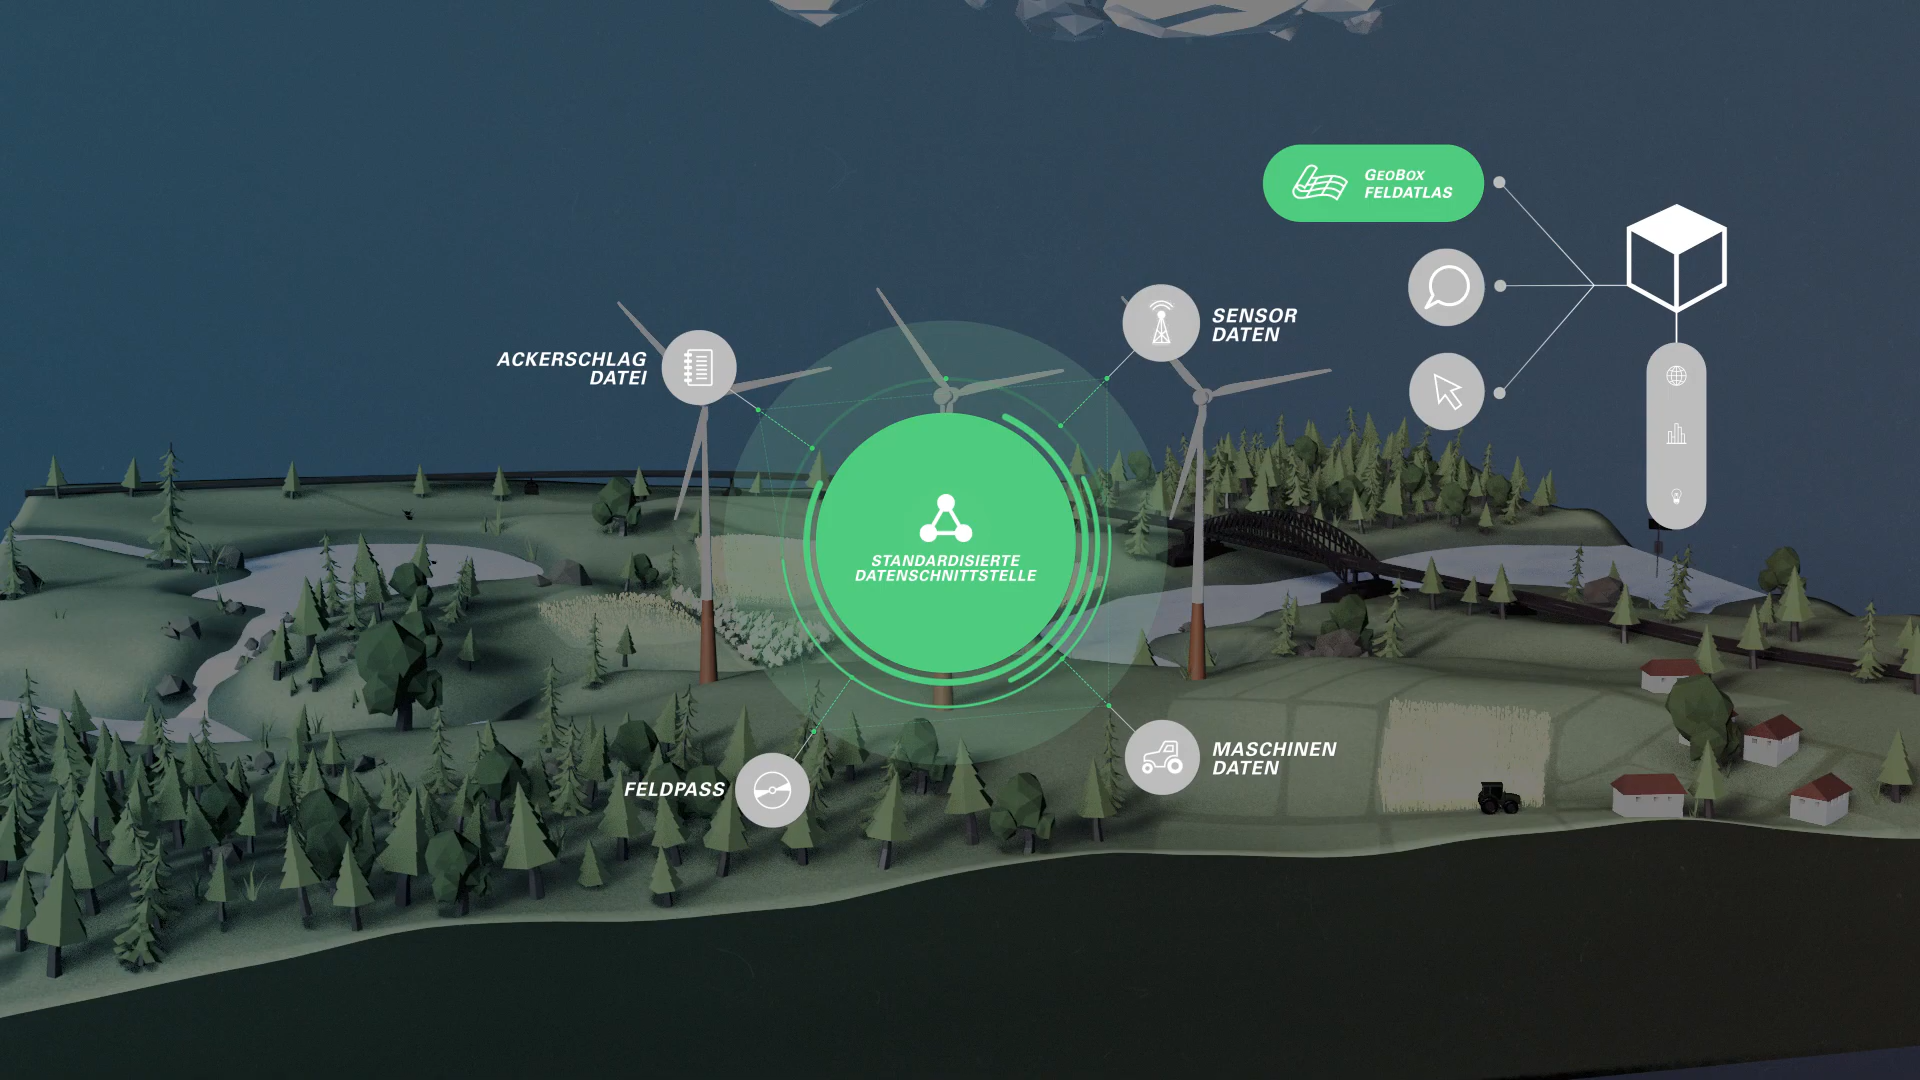 GEOBOX
FELDATLAS
SENSOR
DATEN
ACKERSCHLAG
DATEI
STANDARDISIERTE
DATENSCHNITTSTELLE
MASCHINEN
DATEN
FELDPASS